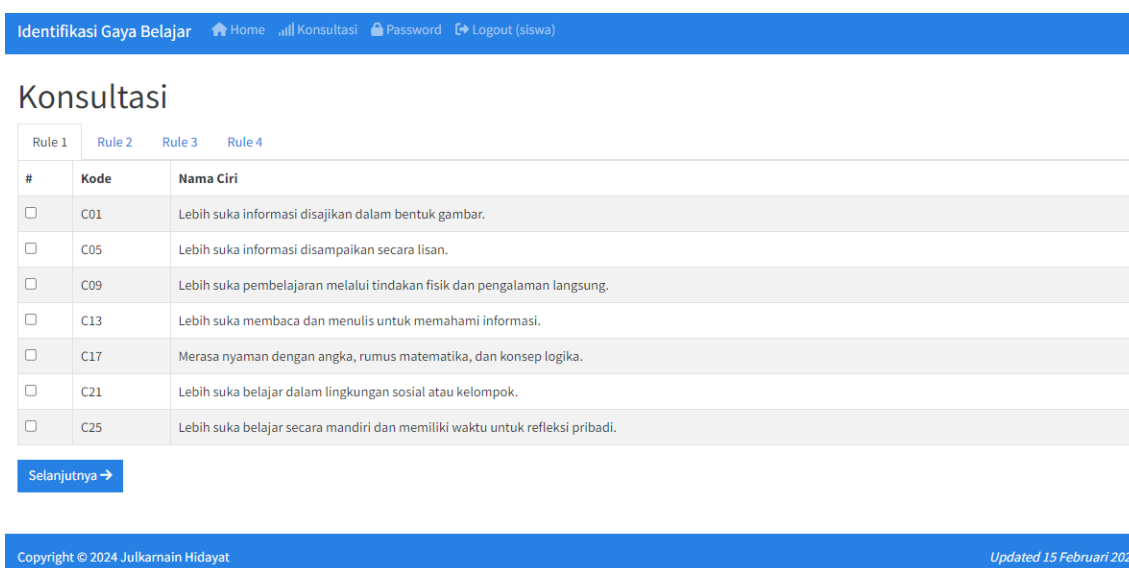 Identifikasi Gaya Belajar Home Konsultasi Password Logout (siswa)
Konsultasi
Rule 1 Rule 2 Rule 3 Rule 4
# Kode Nama Ciri
C01 Lebih suka informasi disajikan dalam bentuk gambar.
C05 Lebih suka informasi disampaikan secara lisan.
C09 Lebih suka pembelajaran melalui tindakan fisik dan pengalaman langsung.
C13 Lebih suka membaca dan menulis untuk memahami informasi.
C17 Merasa nyaman dengan angka, rumus matematika, dan konsep logika.
C21 Lebih suka belajar dalam lingkungan sosial atau kelompok.
C25 Lebih suka belajar secara mandiri dan memiliki waktu untuk refleksi pribadi.
Selanjutnya →
Copyright © 2024 Julkarnain Hidayat Updated 15 Februari